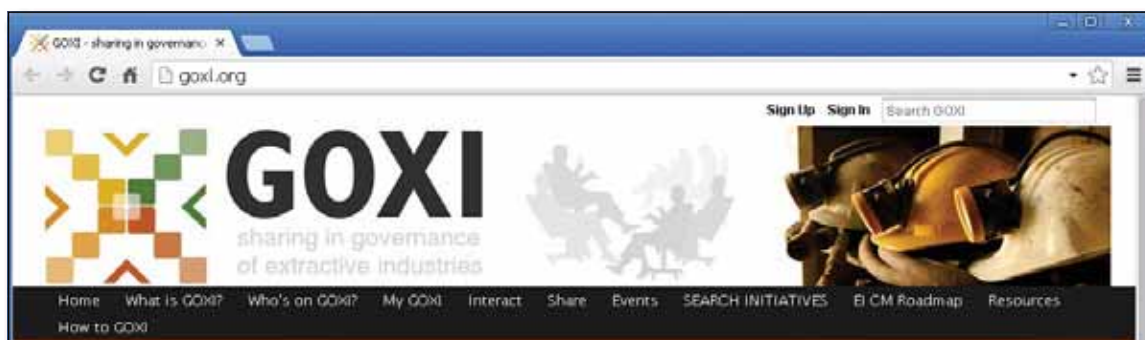 GOXI - sharing in governanc
goxi.org
Sign Up Sign In Search GOXI
GOXI
sharing in governance
of extractive industries
Home What is GOXI? Who's on GOXI? My GOXI Interact Share Events SEARCH INITIATIVES EI CM Roadmap Resources
How to GOXI